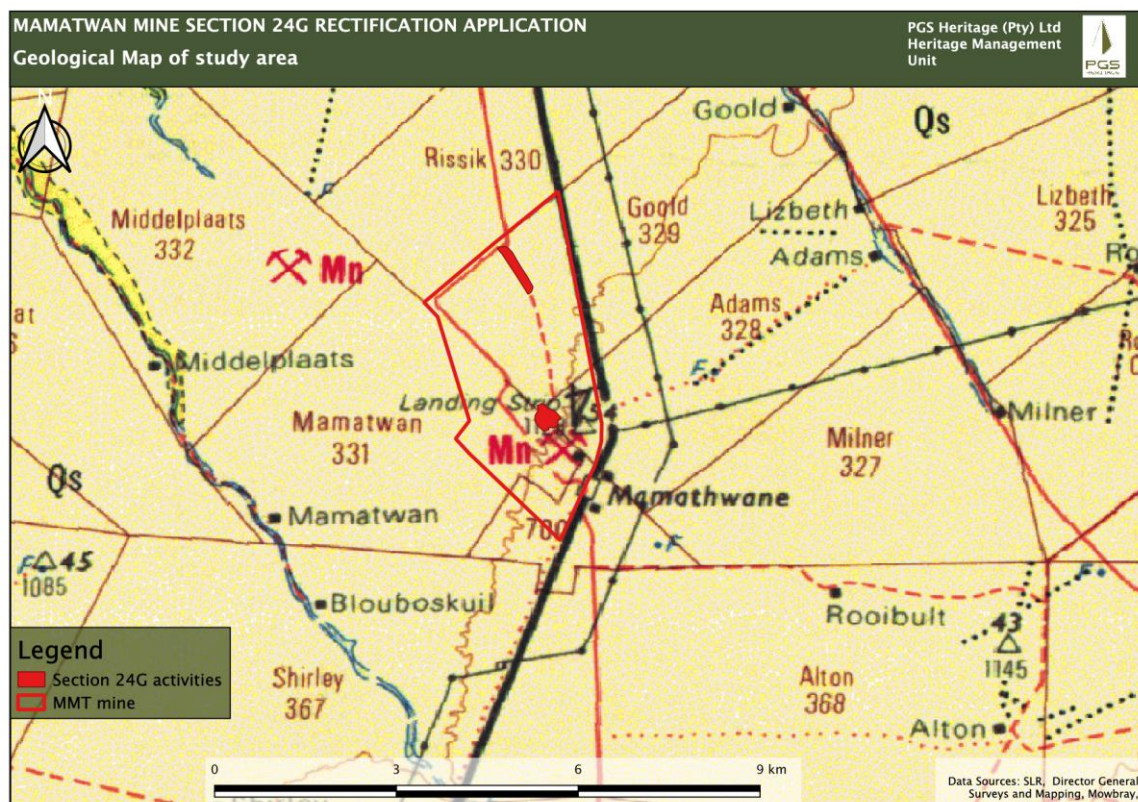 MAMATWAN MINE SECTION 24G RECTIFICATION APPLICATION
Geological Map of study area
PGS Heritage (Pty) Ltd
Heritage Management
Unit
PGS
HERITAGE
N
Goold
Qs
Rissik 330
Middelplaats
332
Goold
329
Lizbeth
Lizbeth
325
Adams
Mn
Adams
328
F
Middelplaats
Landing Strip
54
Milner
Mamatwan
331
Mn
Milner
327
Qs
Mamathwane
Mamatwan
700
F
F
45
1085
F
Blouboskuil
Rooibult
43
1145
Legend
Section 24G activities
MMT mine
Shirley
367
Alton
368
Alton
0
3
6
9 km
Shirley
Data Sources: SLR, Director General
Surveys and Mapping, Mowbray,